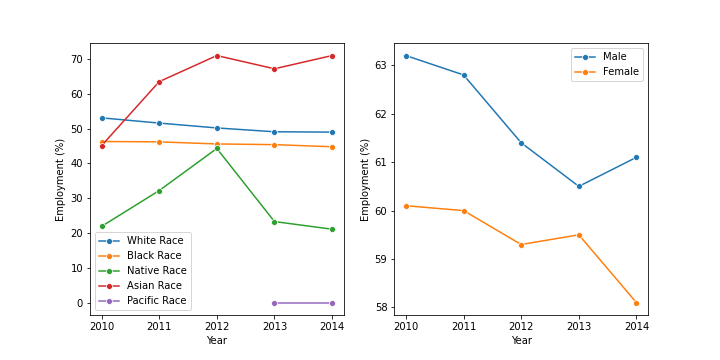 Employment (%)
70
60
50
40
30
20
10
0
White Race
Black Race
Native Race
Asian Race
Pacific Race
2010 2011 2012 2013 2014
Year
Employment (%)
63
62
61
60
59
58
Male
Female
2010 2011 2012 2013 2014
Year